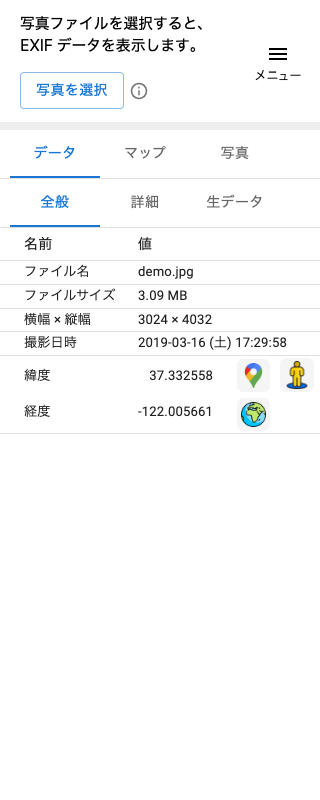 写真ファイルを選択すると、
EXIF データを表示します。
メニュー
写真を選択
データ マップ 写真
全般 詳細 生データ
名前 値
ファイル名 demo.jpg
ファイルサイズ 3.09 MB
横幅 × 縦幅 3024 × 4032
撮影日時 2019-03-16 (土) 17:29:58
緯度 37.332558
経度 -122.005661